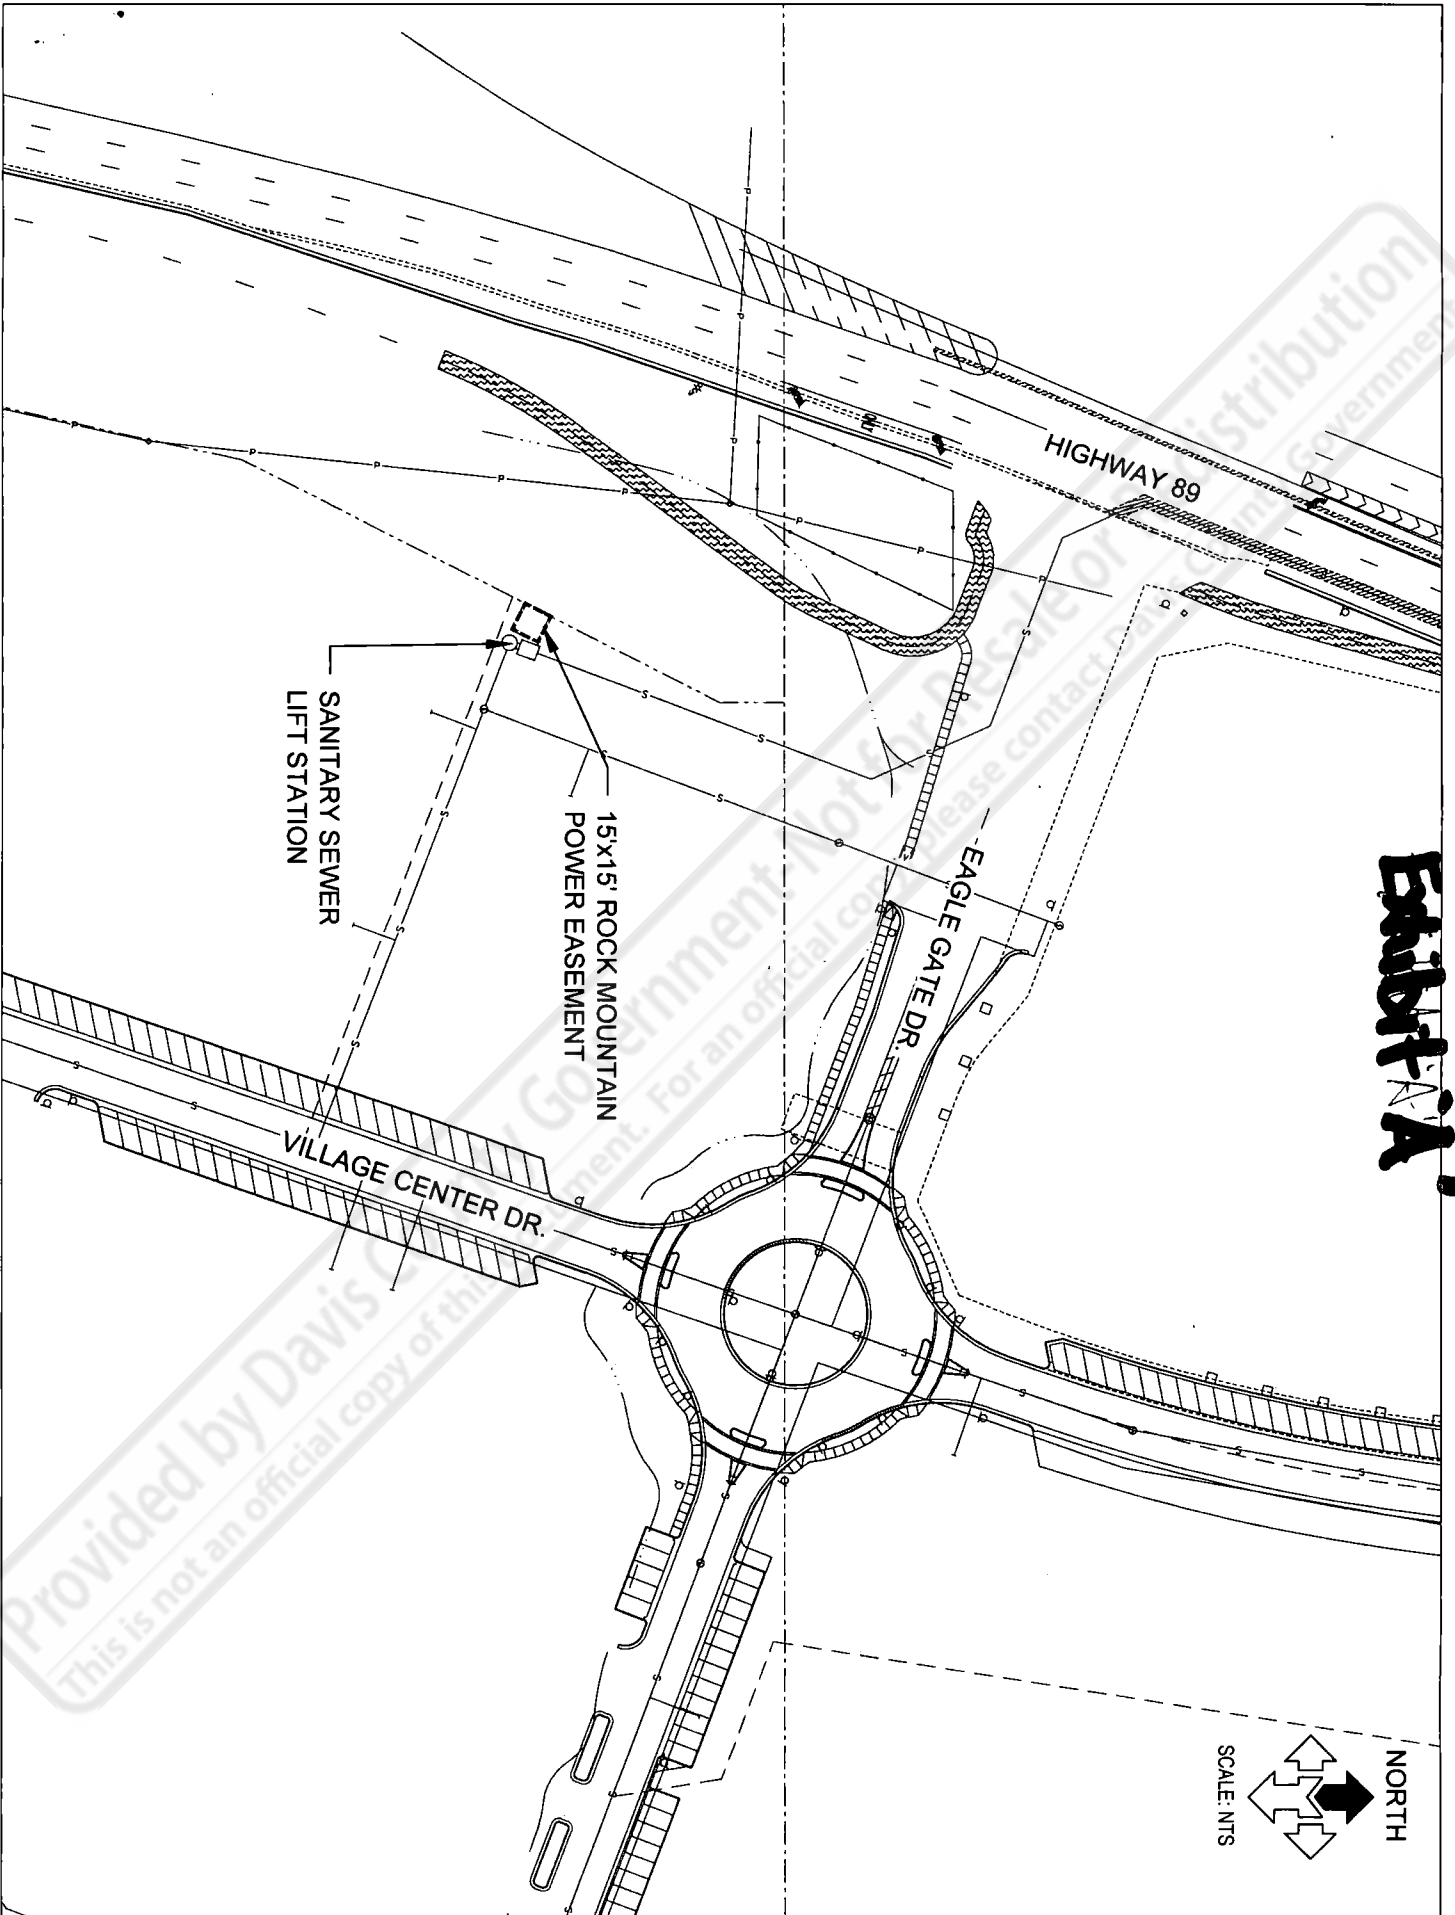 Exhibit A
HIGHWAY 89
EAGLE GATE DR.
15'x15' ROCK MOUNTAIN
POWER EASEMENT
SANITARY SEWER
LIFT STATION
VILLAGE CENTER DR.
NORTH
SCALE: NTS
Provided by Davis County Government-Not for Resale or Redistribution
This is not an official copy of this document. For an official copy, please contact Davis County Government